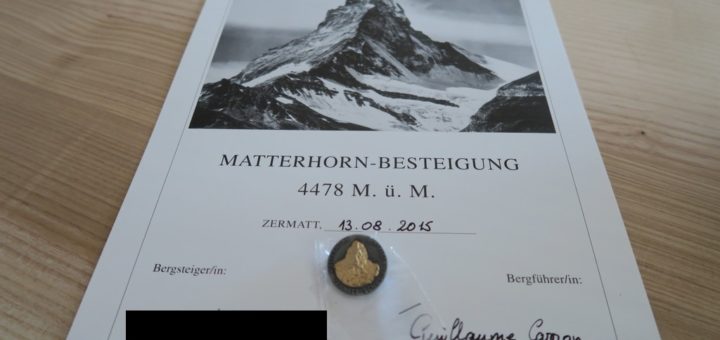 MATTERHORN-BESTEIGUNG
4478 M. ü. M.
ZERMATT, 13.08.2015
Bergsteiger/in:
Bergführer/in:
Guillaume